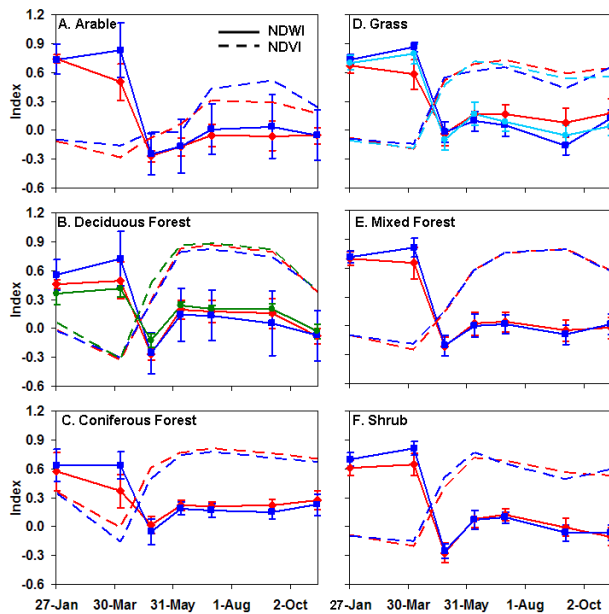 A. Arable
NDWI
NDVI
D. Grass
1.2
0.9
0.6
0.3
0.0
-0.3
-0.6
Index
B. Deciduous Forest
E. Mixed Forest
1.2
0.9
0.6
0.3
0.0
-0.3
-0.6
Index
C. Coniferous Forest
F. Shrub
1.2
0.9
0.6
0.3
0.0
-0.3
-0.6
Index
27-Jan 30-Mar 31-May 1-Aug 2-Oct
27-Jan 30-Mar 31-May 1-Aug 2-Oct